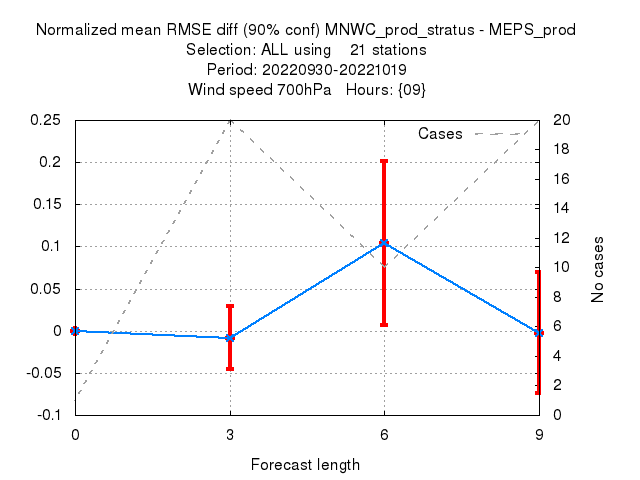 Normalized mean RMSE diff (90% conf) MNWC_prod_stratus - MEPS_prod
Selection: ALL using    21 stations
Period: 20220930-20221019
Wind speed 700hPa   Hours: {09}
0.25
0.2
0.15
0.1
0.05
0
-0.05
-0.1
20
18
16
14
12
10
8
6
4
2
0
Cases
No cases
0 3 6 9
Forecast length